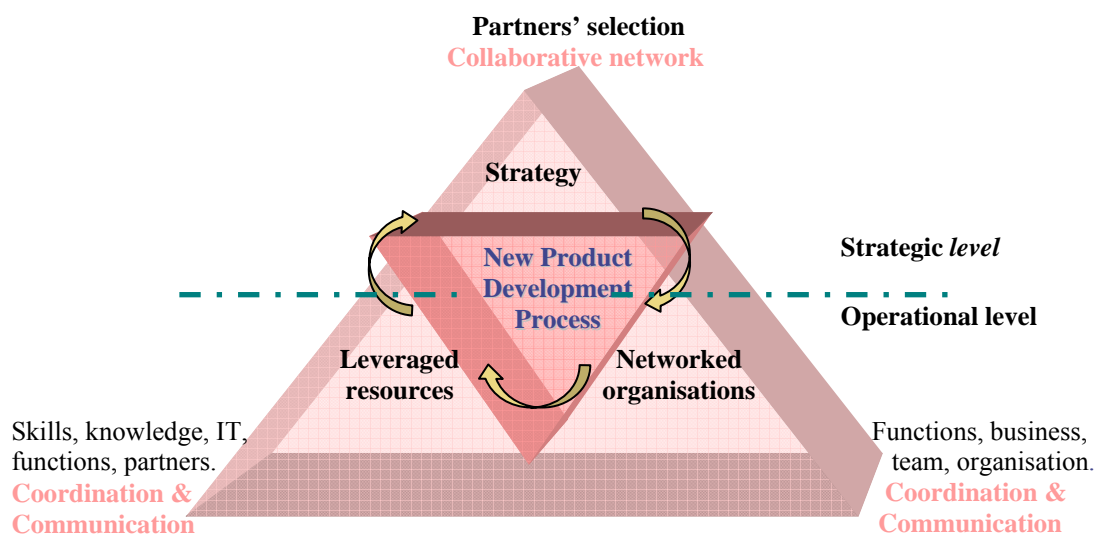 Partners’ selection
Collaborative network
Strategy
New Product
Development
Process
Strategic level
Operational level
Leveraged
resources
Networked
organisations
Skills, knowledge, IT,
functions, partners.
Coordination &
Communication
Functions, business,
team, organisation.
Coordination &
Communication